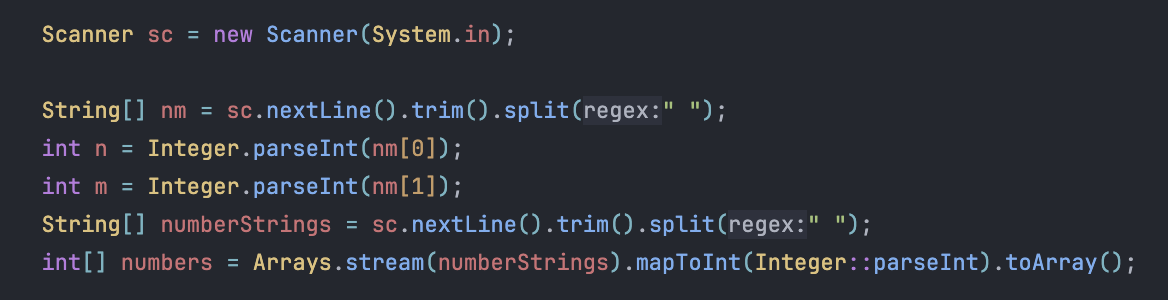 Scanner sc = new Scanner(System.in);
String[] nm = sc.nextLine().trim().split(regex:" ");
int n = Integer.parseInt(nm[0]);
int m = Integer.parseInt(nm[1]);
String[] numberStrings = sc.nextLine().trim().split(regex:" ");
int[] numbers = Arrays.stream(numberStrings).mapToInt(Integer::parseInt).toArray();